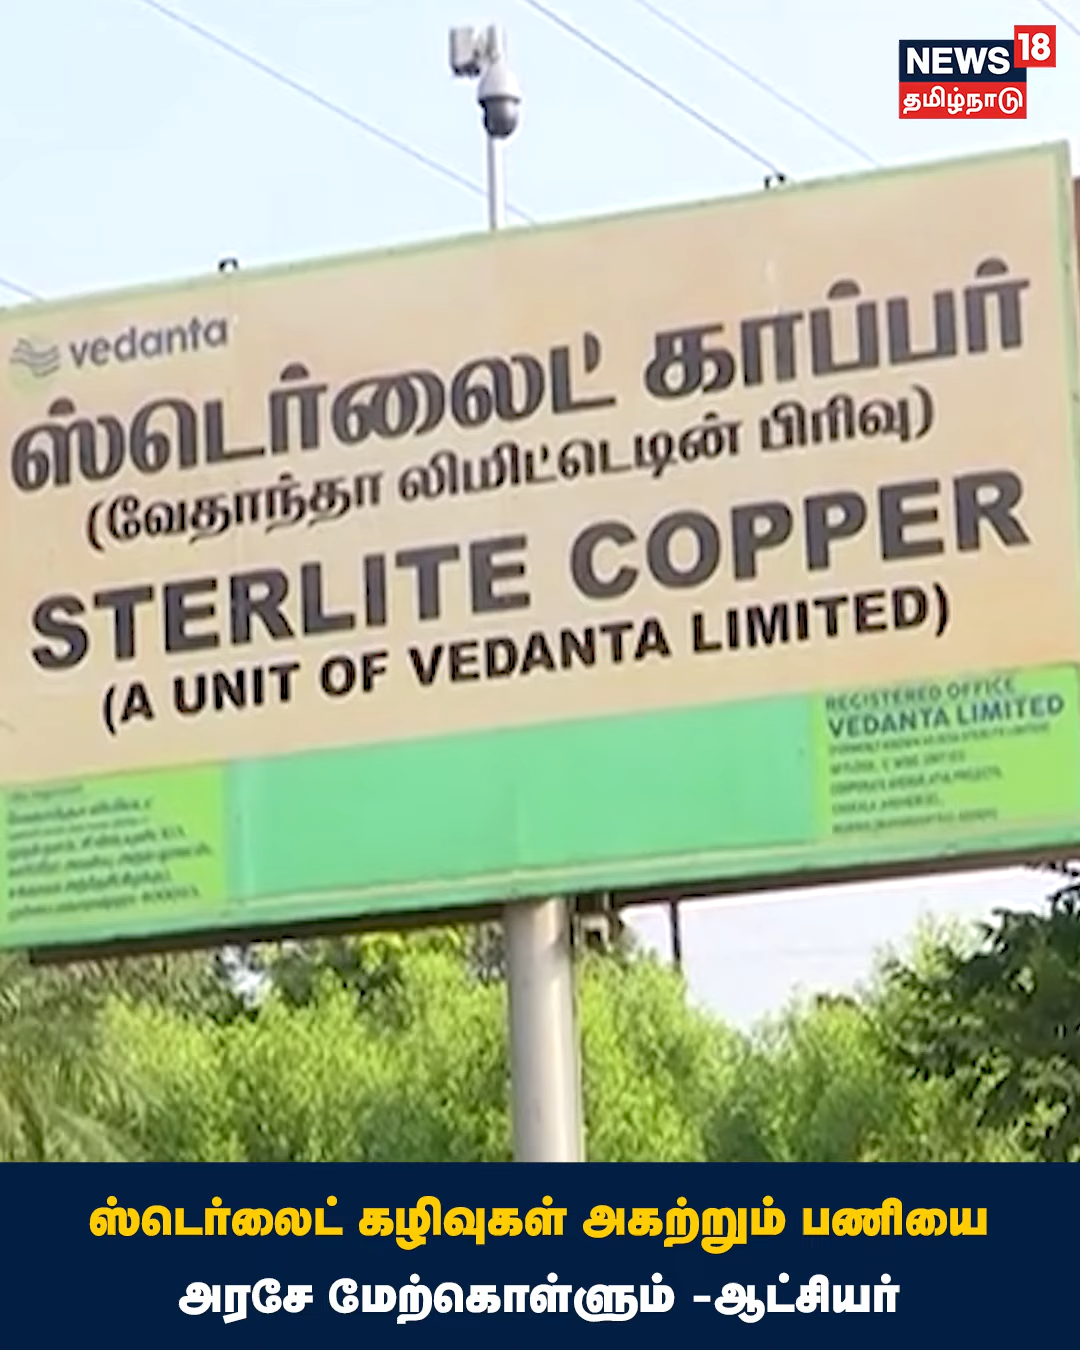 NEWS 18
தமிழ்நாடு
vedanta
ஸ்டெர்லைட் காப்பர்
(வேதாந்தா லிமிட்டெடின் பிரிவு)
STERLITE COPPER
(A UNIT OF VEDANTA LIMITED)
REGISTERED OFFICE
VEDANTA LIMITED
ஸ்டெர்லைட் கழிவுகள் அகற்றும் பணியை
அரசே மேற்கொள்ளும் -ஆட்சியர்